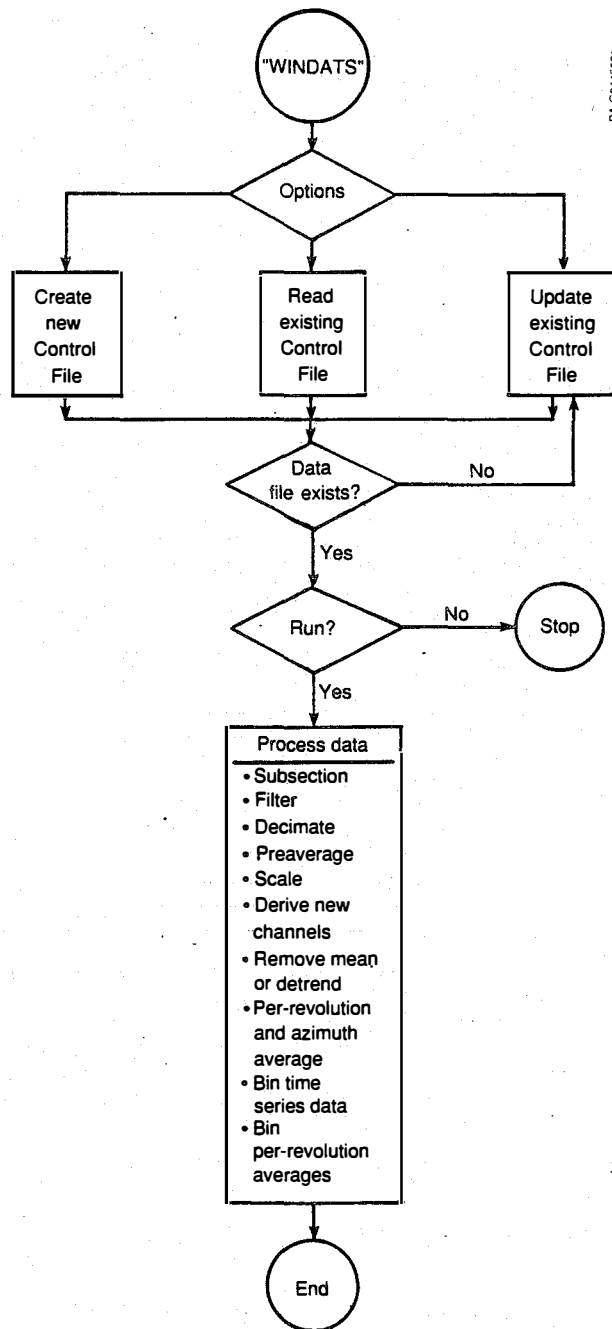 "WINDATS"
Options
Create
new
Control
File
Read
existing
Control
File
Update
existing
Control
File
Data
file exists?
No
Yes
Run?
No
Stop
Yes
Process data
• Subsection
• Filter
• Decimate
• Preaverage
• Scale
• Derive new
channels
• Remove mean
or detrend
• Per-revolution
and azimuth
average
• Bin time
series data
• Bin
per-revolution
averages
End